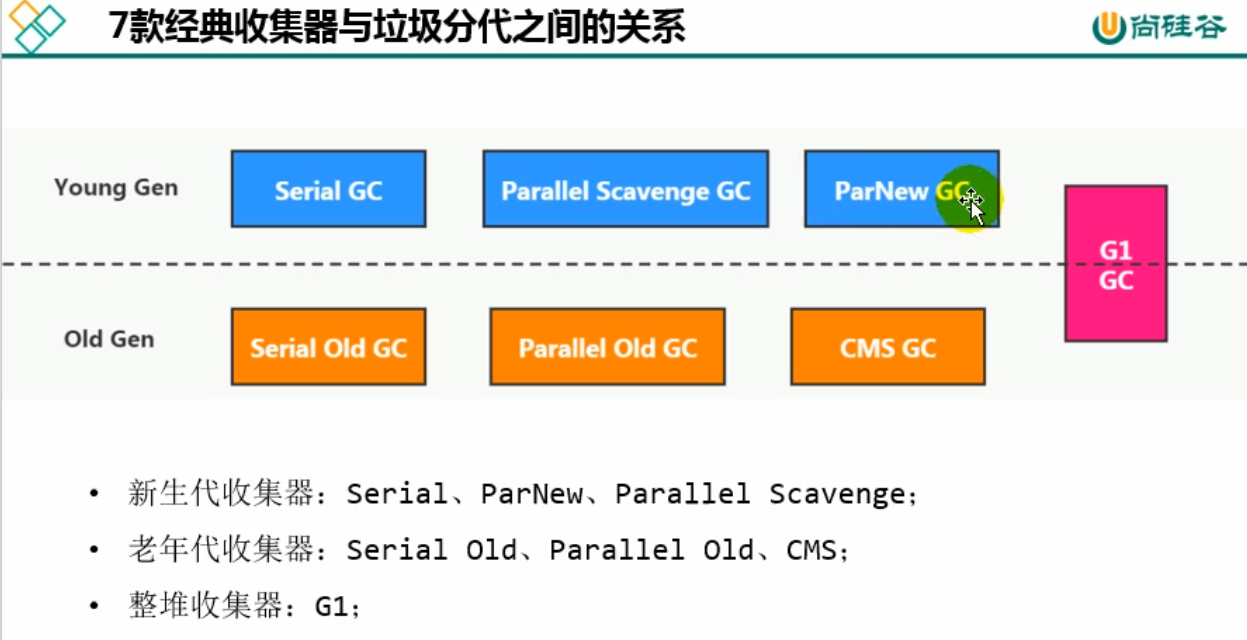 7款经典收集器与垃圾分代之间的关系
尚硅谷
Young Gen
Serial GC
Parallel Scavenge GC
ParNew GC
G1
GC
Old Gen
Serial Old GC
Parallel Old GC
CMS GC
• 新生代收集器：Serial、ParNew、Parallel Scavenge；
• 老年代收集器：Serial Old、Parallel Old、CMS；
• 整堆收集器：G1；